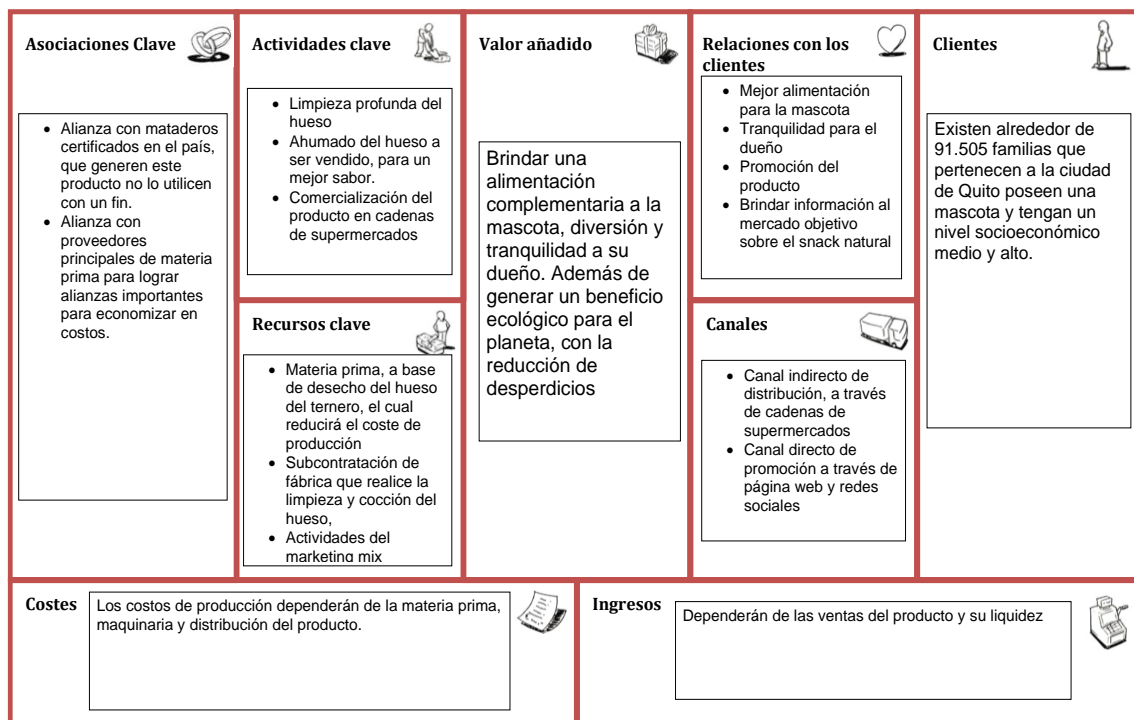 Asociaciones Clave
• Alianza con mataderos
certificados en el país,
que generen este
producto no lo utilicen
con un fin.
• Alianza con
proveedores
principales de materia
prima para lograr
alianzas importantes
para economizar en
costos.
Actividades clave
• Limpieza profunda del
hueso
• Ahumado del hueso a
ser vendido, para un
mejor sabor.
• Comercialización del
producto en cadenas
de supermercados
Recursos clave
• Materia prima, a base
de desecho del hueso
del ternero, el cual
reducirá el coste de
producción
• Subcontratación de
fábrica que realice la
limpieza y cocción del
hueso,
• Actividades del
marketing mix
Valor añadido
Brindar una
alimentación
complementaria a la
mascota, diversión y
tranquilidad a su
dueño. Además de
generar un beneficio
ecológico para el
planeta, con la
reducción de
desperdicios
Relaciones con los
clientes
• Mejor alimentación
para la mascota
• Tranquilidad para el
dueño
• Promoción del
producto
• Brindar información al
mercado objetivo
sobre el snack natural
Canales
• Canal indirecto de
distribución, a través
de cadenas de
supermercados
• Canal directo de
promoción a través de
página web y redes
sociales
Clientes
Existen alrededor de
91.505 familias que
pertenecen a la ciudad
de Quito poseen una
mascota y tengan un
nivel socioeconómico
medio y alto.
Costes
Los costos de producción dependerán de la materia prima,
maquinaria y distribución del producto.
Ingresos
Dependerán de las ventas del producto y su liquidez